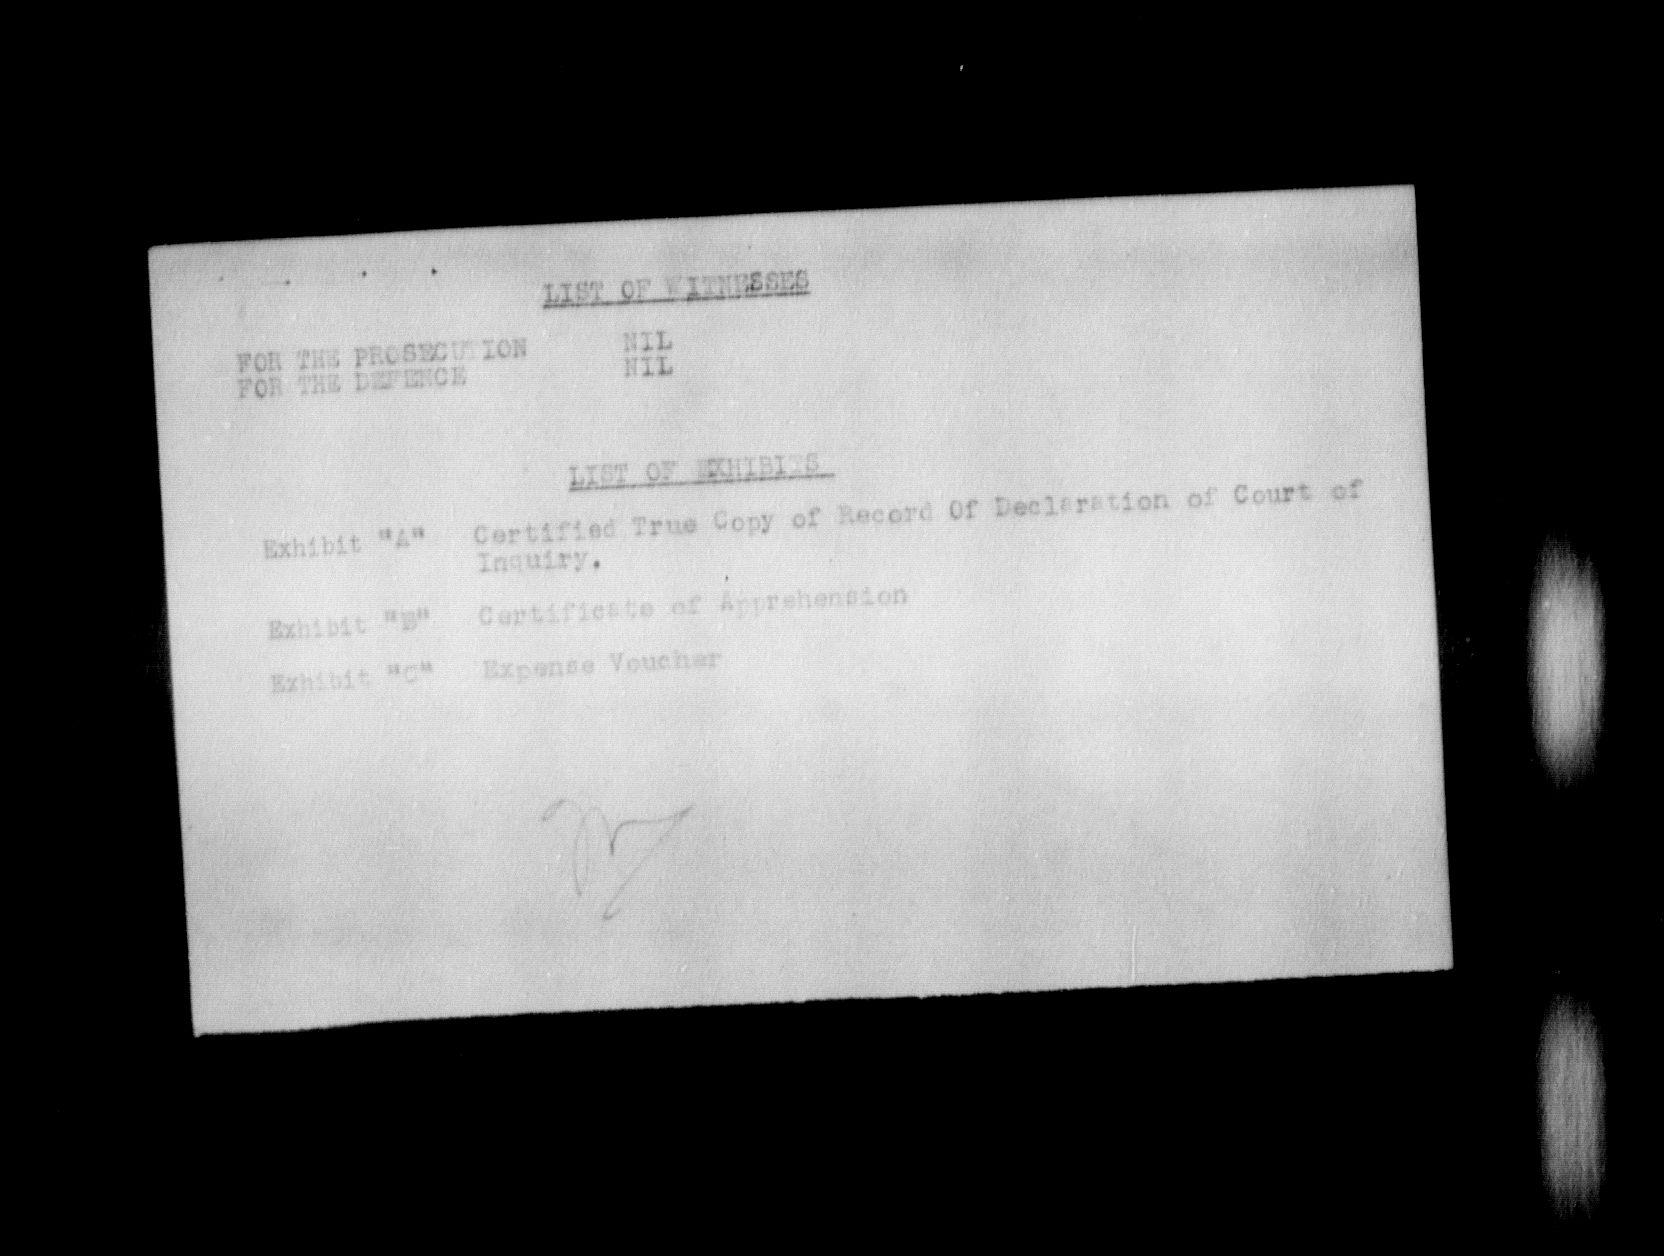 LIST OF WITNESSES
FOR THE PROSECUTION NIL
FOR THE DEFENCE NIL
LIST OF EXHIBITS
Exhibit "A" Certified True Copy of Record Of Declaration of Court of
Inquiry.
Exhibit "B" Certificate of Apprehension
Exhibit "C" Expense Voucher